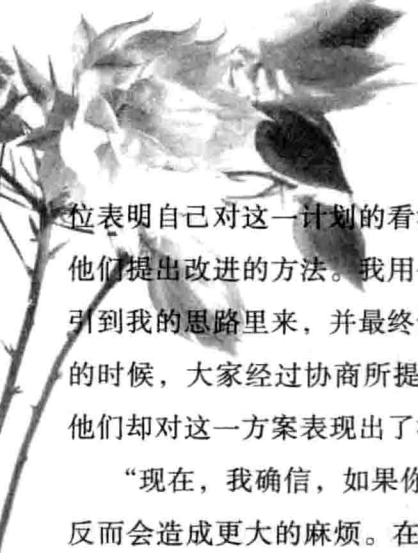 位表明自己对这一计划的看
他们提出改进的方法。我用
引到我的思路里来，并最终
的时候，大家经过协商所提
他们却对这一方案表现出了
“现在，我确信，如果你
反而会造成更大的麻烦。在